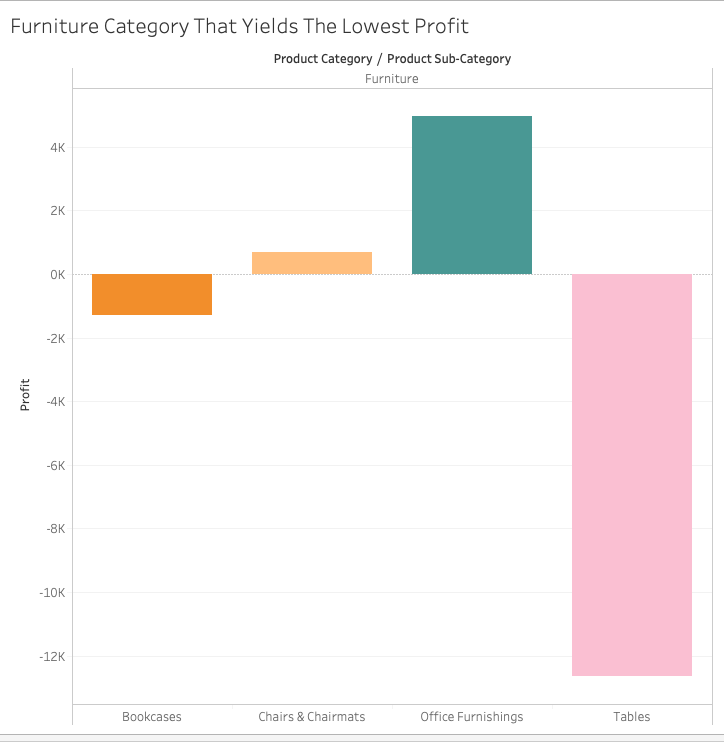 Furniture Category That Yields The Lowest Profit
Product Category / Product Sub-Category
Furniture
4K
2K
0K
-2K
-4K
-6K
-8K
-10K
-12K
Profit
Bookcases Chairs & Chairmats Office Furnishings Tables